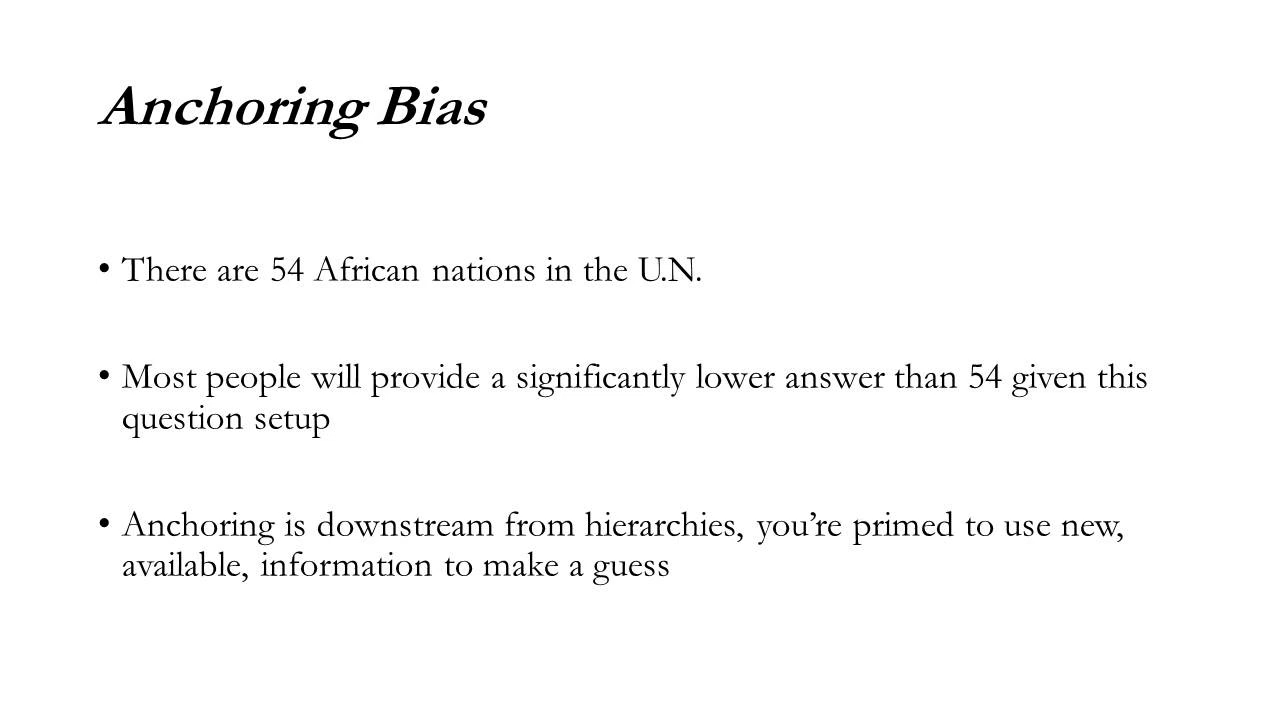 Anchoring Bias
• There are 54 African nations in the U.N.
• Most people will provide a significantly lower answer than 54 given this
question setup
• Anchoring is downstream from hierarchies, you’re primed to use new,
available, information to make a guess